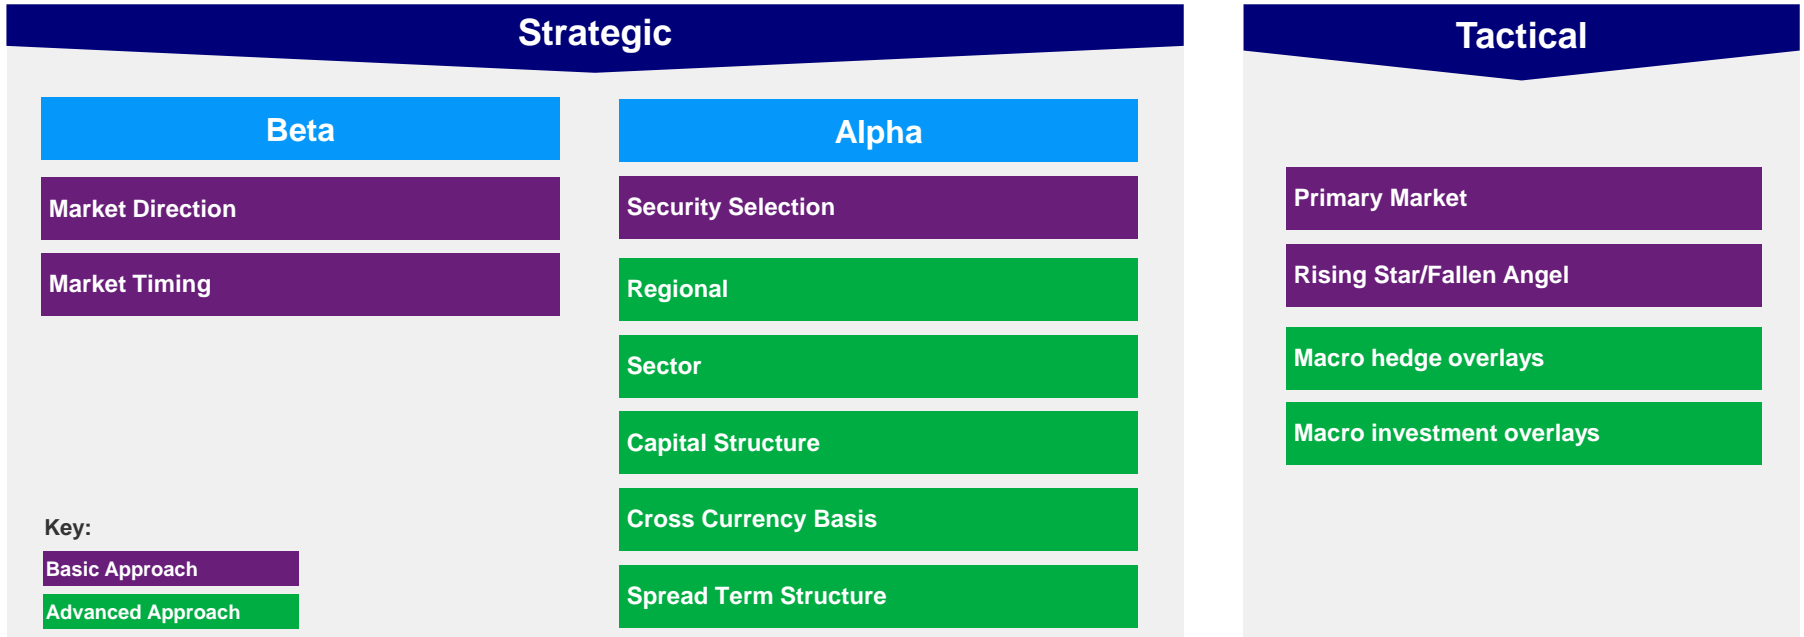 Strategic
Beta
Market Direction
Market Timing
Key:
Basic Approach
Advanced Approach
Alpha
Security Selection
Regional
Sector
Capital Structure
Cross Currency Basis
Spread Term Structure
Tactical
Primary Market
Rising Star/Fallen Angel
Macro hedge overlays
Macro investment overlays